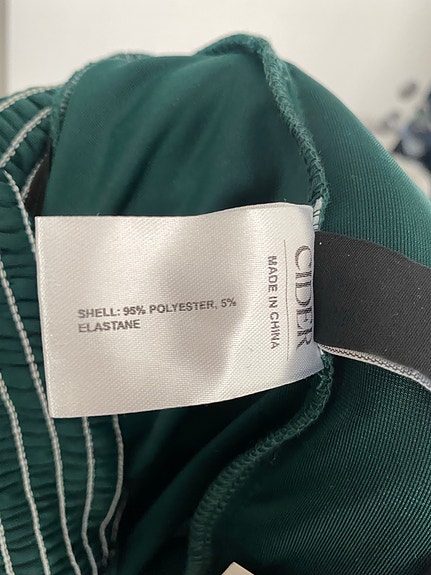 SHELL: 95% POLYESTER, 5%
ELASTANE
MADE IN CHINA
CIDER